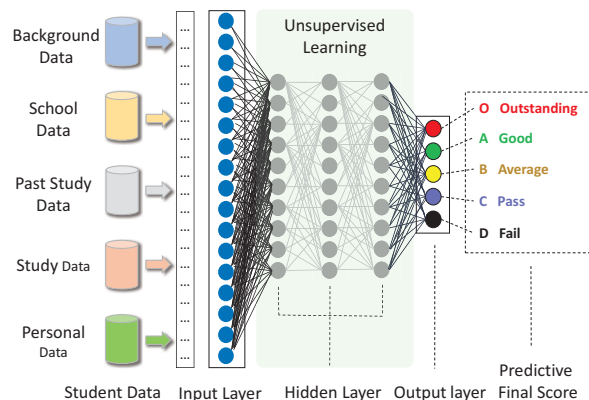 Background
Data
School
Data
Past Study
Data
Study Data
Personal
Data
Unsupervised
Learning
O Outstanding
A Good
B Average
C Pass
D Fail
Student Data
Input Layer
Hidden Layer
Output layer
Predictive
Final Score